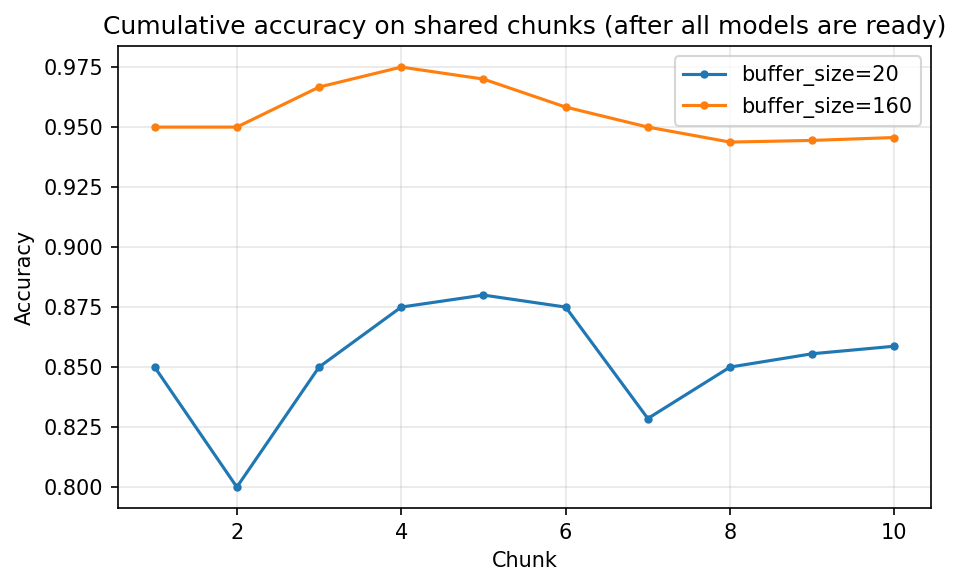 Cumulative accuracy on shared chunks (after all models are ready)
buffer_size=20
buffer_size=160
Accuracy
0.975
0.950
0.925
0.900
0.875
0.850
0.825
0.800
2 4 6 8 10
Chunk